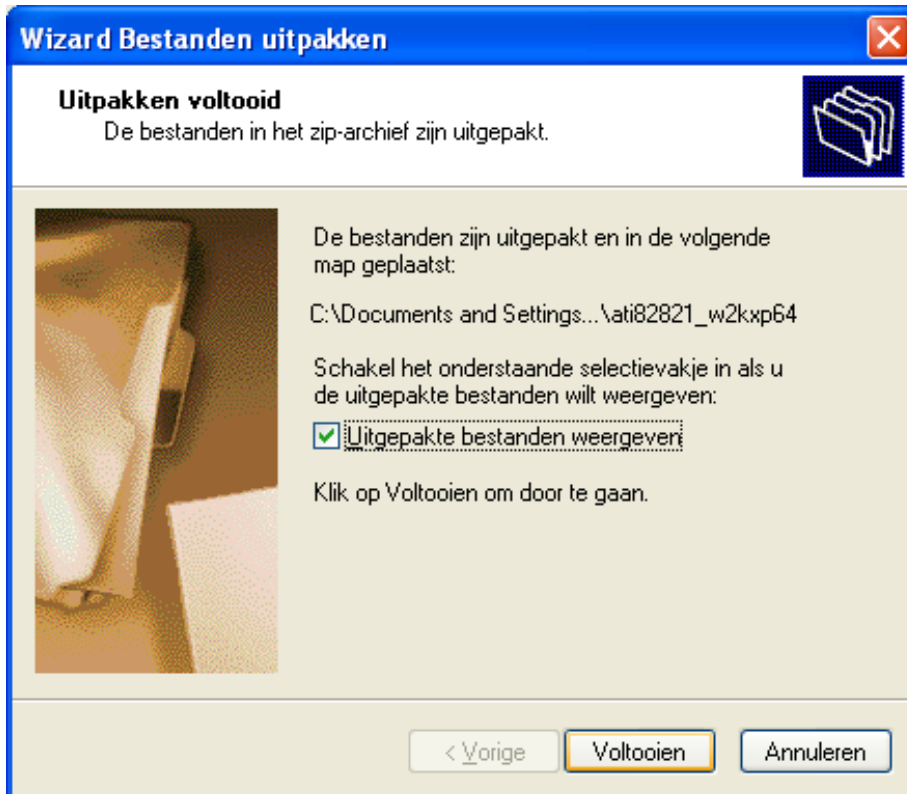 Wizard Bestanden uitpakken
Uitpakken voltooid
De bestanden in het zip-archief zijn uitgepakt.
De bestanden zijn uitgepakt en in de volgende
map geplaatst:
C:\Documents and Settings...\ati82821_w2kxp64
Schakel het onderstaande selectievakje in als u
de uitgepakte bestanden wilt weergeven:
Uitgepakte bestanden weergeven
Klik op Voltooien om door te gaan.
< Vorige
Voltooien
Annuleren